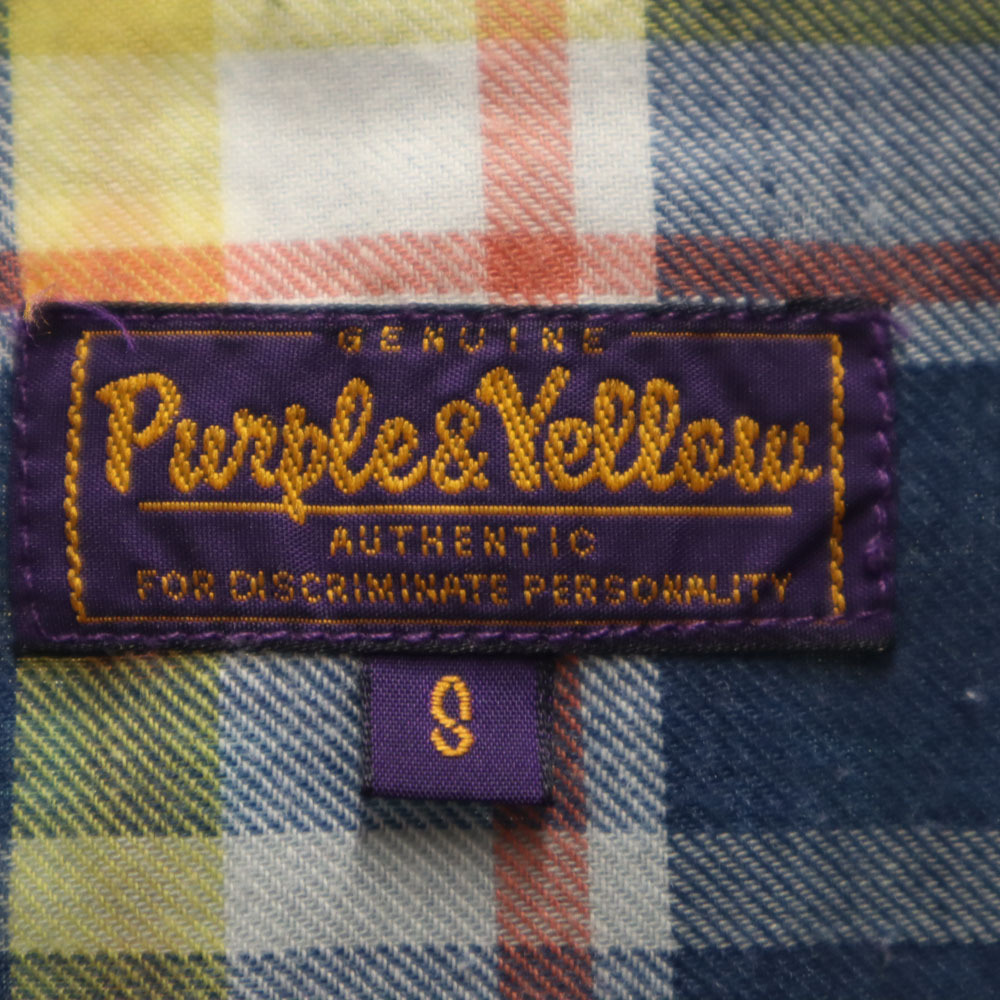 GENUINE
Purple&Yellow
AUTHENTIC
FOR DISCRIMINATE PERSONALITY
S